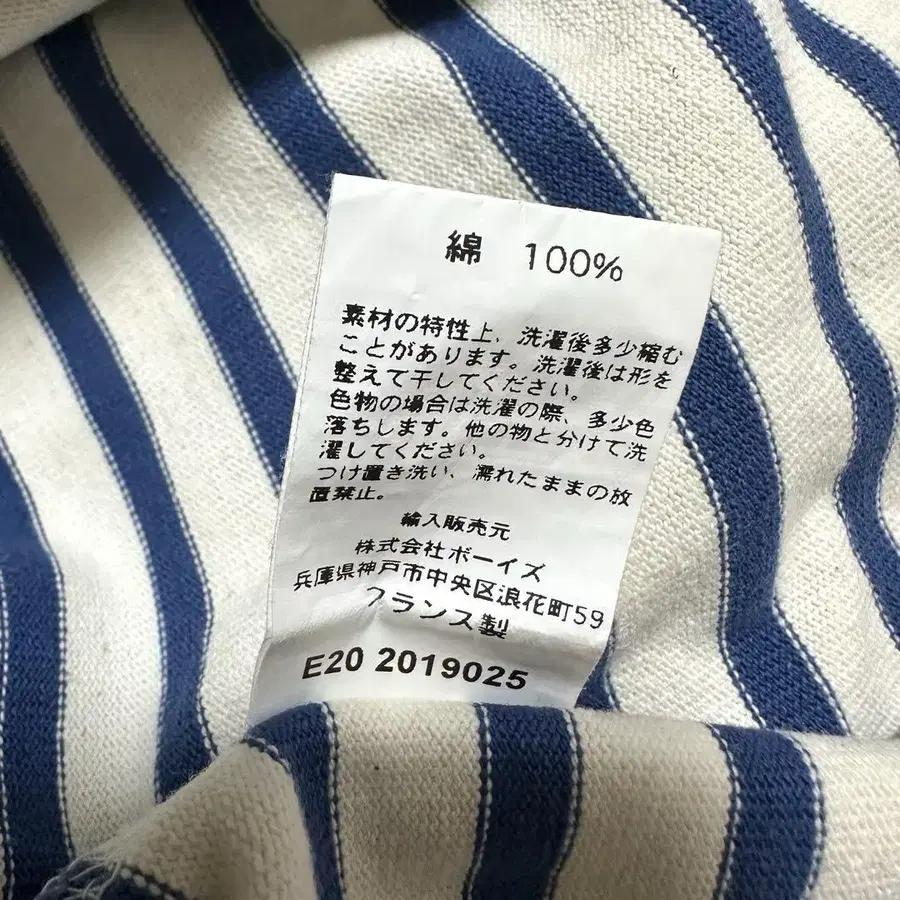 綿 100%
素材の特性上、洗濯後多少縮む
ことがあります。洗濯後は形を
整えて干してください。
色物の場合は洗濯の際、多少色
落ちします。他の物と分けて洗
濯してください。
つけ置き洗い、濡れたままの放
置禁止。
輸入販売元
株式会社ボーイズ
兵庫県神戸市中央区浪花町59
フランス製
E20 2019025